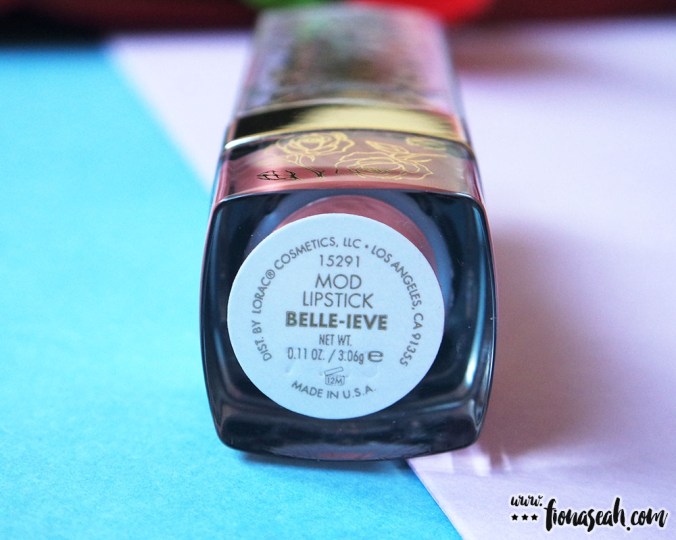 DIST. BY LORAC® COSMETICS, LLC • LOS ANGELES, CA 91355
15291
MOD
LIPSTICK
BELLE-IEVE
NET WT.
0.11 OZ. / 3.06g e
12M
MADE IN U.S.A.
www.
fionaseah.com